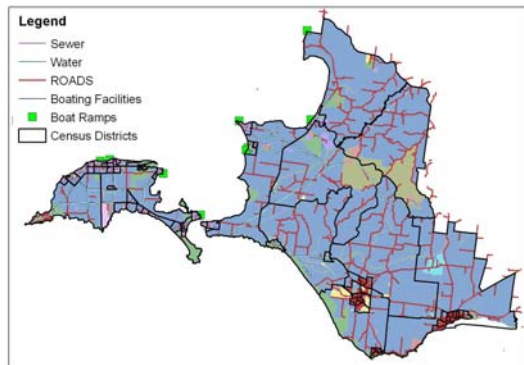 Legend
Sewer
Water
ROADS
Boating Facilities
Boat Ramps
Census Districts